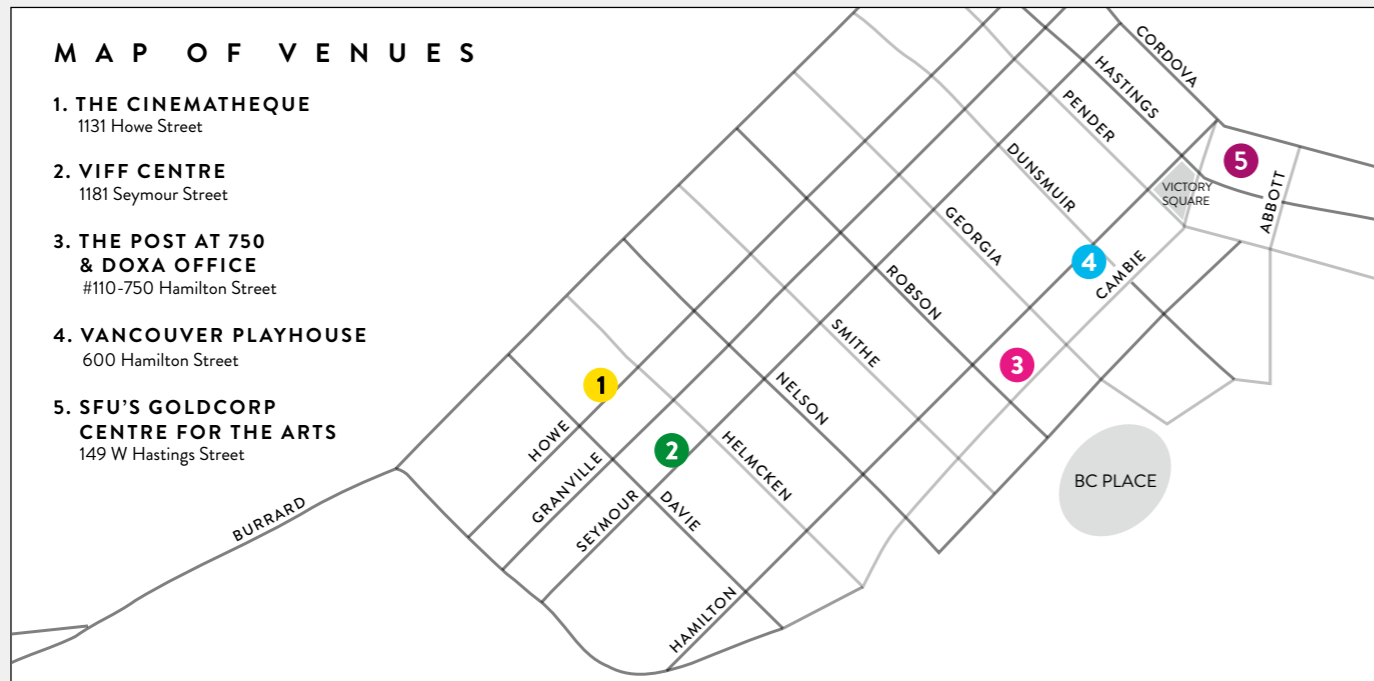 MAP OF VENUES
1. THE CINEMATHEQUE
1131 Howe Street
2. VIFF CENTRE
1181 Seymour Street
3. THE POST AT 750
& DOXA OFFICE
#110-750 Hamilton Street
4. VANCOUVER PLAYHOUSE
600 Hamilton Street
5. SFU'S GOLDCORP
CENTRE FOR THE ARTS
149 W Hastings Street
CORDOVA
HASTINGS
PENDER
DUNSMUIR
GEORGIA
ROBSON
SMITHE
NELSON
HELMCKEN
DAVIE
BURRARD
HOWE
GRANVILLE
SEYMOUR
HAMILTON
CAMBIE
ABBOTT
VICTORY
SQUARE
BC PLACE
1
2
3
4
5